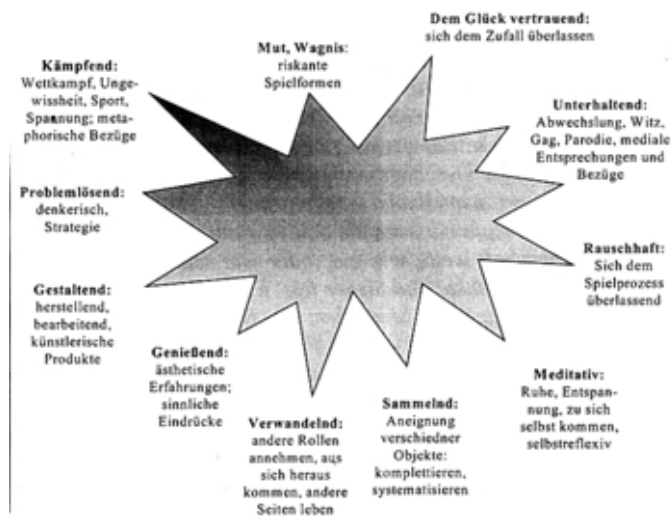 Dem Glück vertrauend:
sich dem Zufall überlassen
Mut, Wagnis:
riskante
Spielformen
Kämpfend:
Wettkampf, Unge-
wissheit, Sport,
Spannung; meta-
phorische Bezüge
Unterhaltend:
Abwechslung, Witz,
Gag, Parodie, mediale
Entsprechungen und
Bezüge
Problemlösend:
denkerisch,
Strategie
Rauschhaft:
Sich dem
Spielprozess
überlassend
Gestaltend:
herstellend,
bearbeitend,
künstlerische
Produkte
Genießend:
ästhetische
Erfahrungen;
sinnliche
Eindrücke
Meditativ:
Ruhe, Entspan-
nung, zu sich
selbst kommen,
selbstreflexiv
Verwandelnd:
andere Rollen
annehmen, aus
sich heraus
kommen, andere
Seiten leben
Sammelnd:
Aneignung
verschiedner
Objekte:
komplettieren,
systematisieren